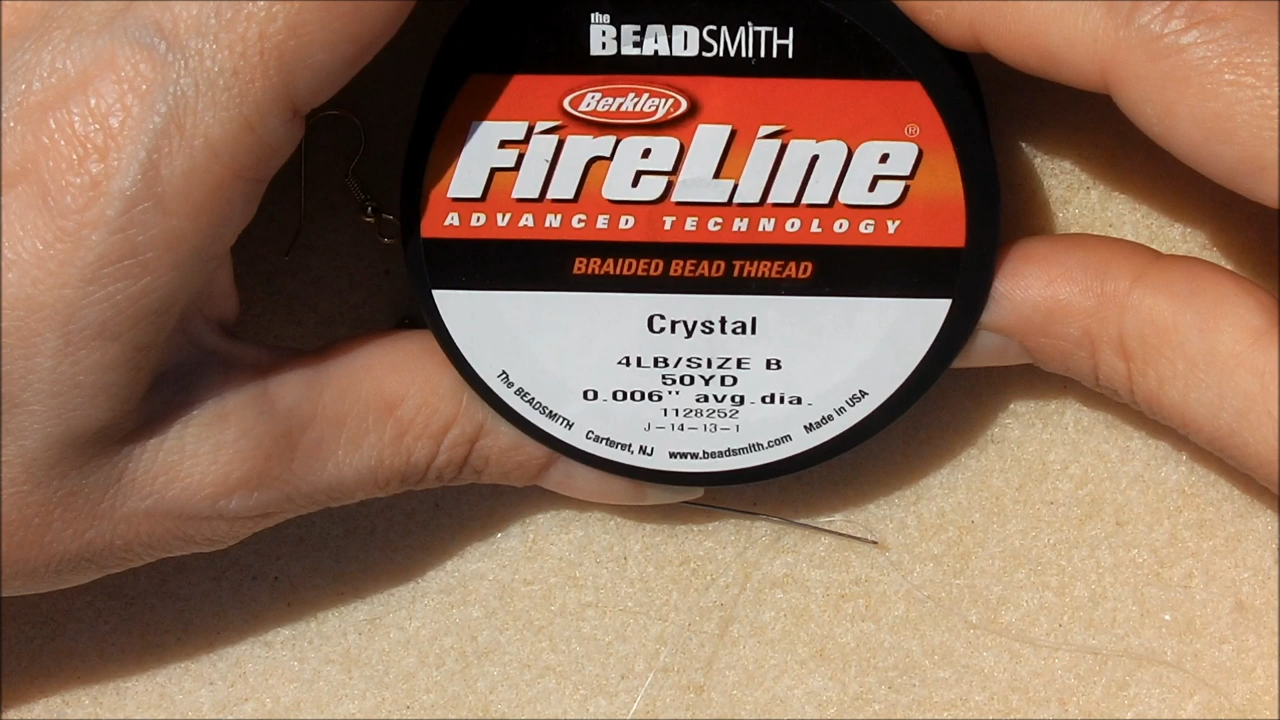 the
BEADSMITH
Berkley
FireLine®
ADVANCED TECHNOLOGY
BRAIDED BEAD THREAD
Crystal
4LB/SIZE B
50YD
0.006" avg.dia.
1128252
J-14-13-1
The BEADSMITH Carteret, NJ www.beadsmith.com Made in USA